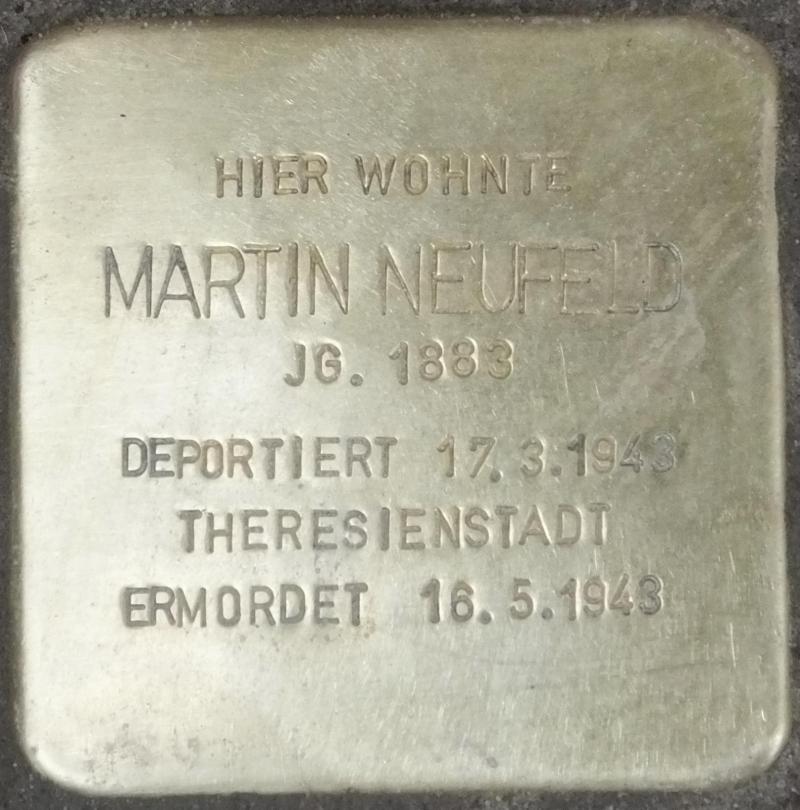 HIER WOHNTE
MARTIN NEUFELD
JG. 1883
DEPORTIERT 17.3.1943
THERESIENSTADT
ERMORDET 16.5.1943